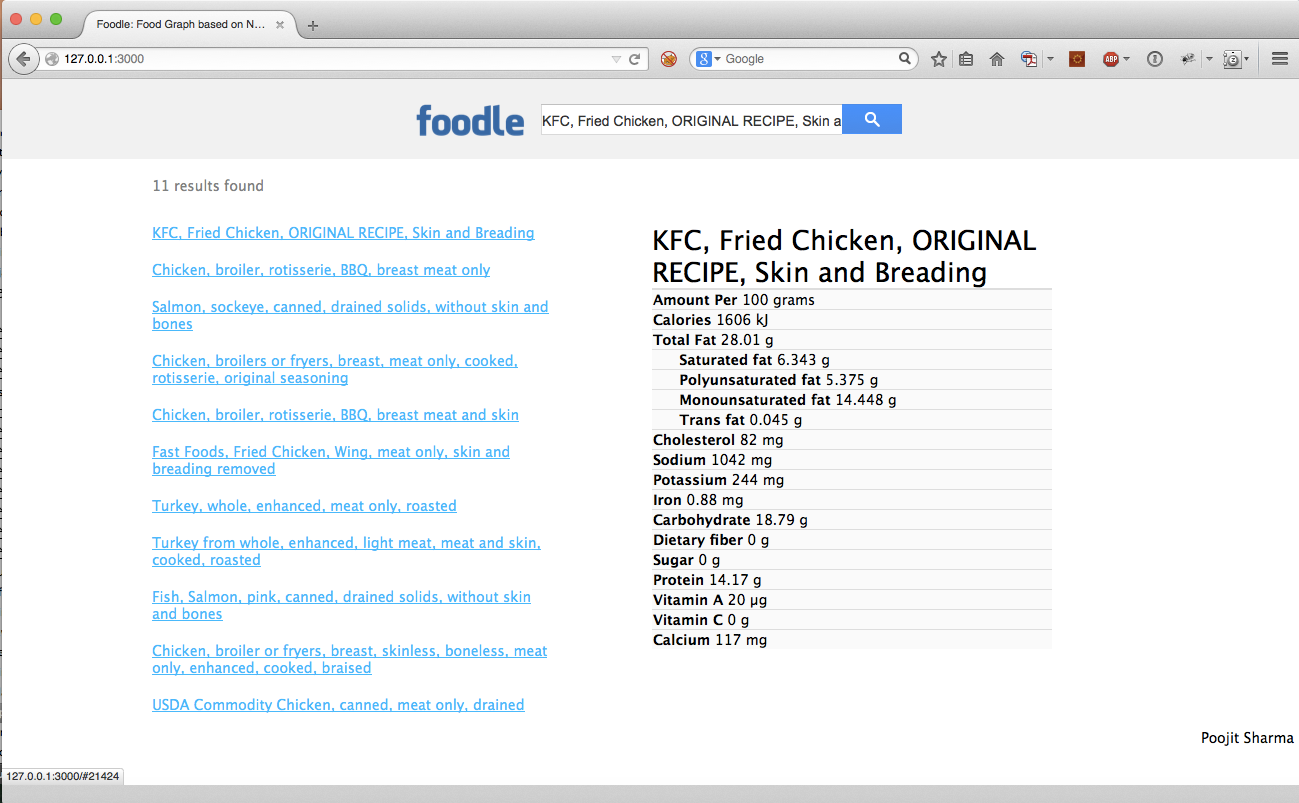 Foodle: Food Graph based on N...
127.0.0.1:3000
Google
ABP
foodle
KFC, Fried Chicken, ORIGINAL RECIPE, Skin a
11 results found
KFC, Fried Chicken, ORIGINAL RECIPE, Skin and Breading
Chicken, broiler, rotisserie, BBQ, breast meat only
Salmon, sockeye, canned, drained solids, without skin and
bones
Chicken, broilers or fryers, breast, meat only, cooked,
rotisserie, original seasoning
Chicken, broiler, rotisserie, BBQ, breast meat and skin
Fast Foods, Fried Chicken, Wing, meat only, skin and
breading removed
Turkey, whole, enhanced, meat only, roasted
Turkey from whole, enhanced, light meat, meat and skin,
cooked, roasted
Fish, Salmon, pink, canned, drained solids, without skin
and bones
Chicken, broiler or fryers, breast, skinless, boneless, meat
only, enhanced, cooked, braised
USDA Commodity Chicken, canned, meat only, drained
KFC, Fried Chicken, ORIGINAL
RECIPE, Skin and Breading
Amount Per 100 grams
Calories 1606 kJ
Total Fat 28.01 g
Saturated fat 6.343 g
Polyunsaturated fat 5.375 g
Monounsaturated fat 14.448 g
Trans fat 0.045 g
Cholesterol 82 mg
Sodium 1042 mg
Potassium 244 mg
Iron 0.88 mg
Carbohydrate 18.79 g
Dietary fiber 0 g
Sugar 0 g
Protein 14.17 g
Vitamin A 20 µg
Vitamin C 0 g
Calcium 117 mg
Poojit Sharma
127.0.0.1:3000/#21424